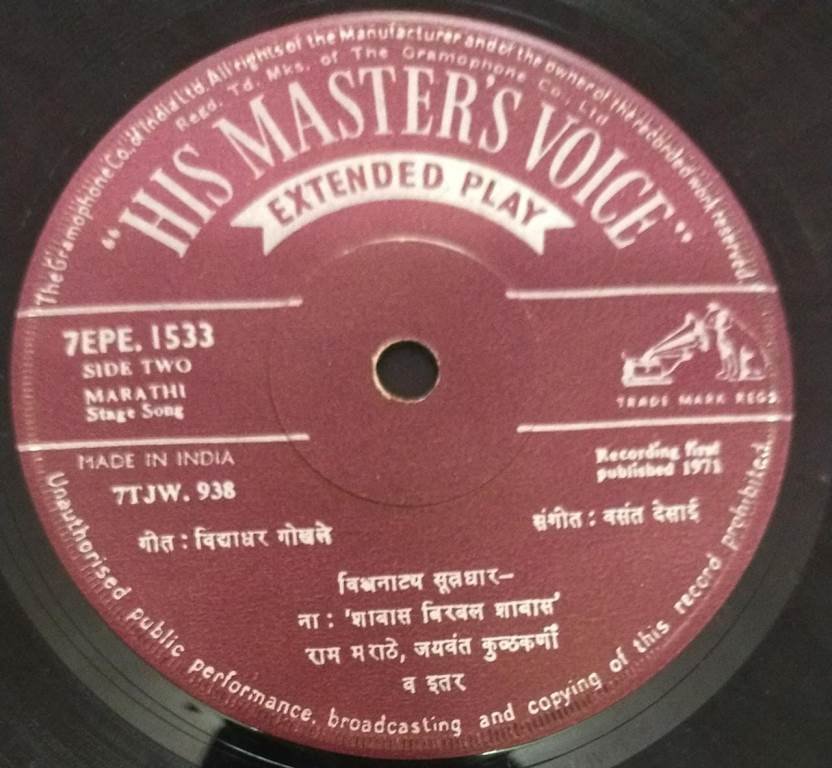 The Gramophone Co. of India Ltd. All rights of the Manufacturer and of the owner of the recorded work reserved
Regd. Td. Mks. of The Gramophone Co., Ltd
"HIS MASTER'S VOICE"
EXTENDED PLAY
7EPE. 1533
SIDE TWO
MARATHI
Stage Song
TRADE MARK REGD
MADE IN INDIA
7TJW. 938
Recording first
published 1971
गीत : विद्याधर गोखले
संगीत : वसंत देसाई
विश्वनाट्य सूत्रधार–
ना : 'शाबास बिरबल शाबास'
राम मराठे, जयवंत कुळकर्णी
व इतर
Unauthorised public performance. broadcasting and copying of this record prohibited.